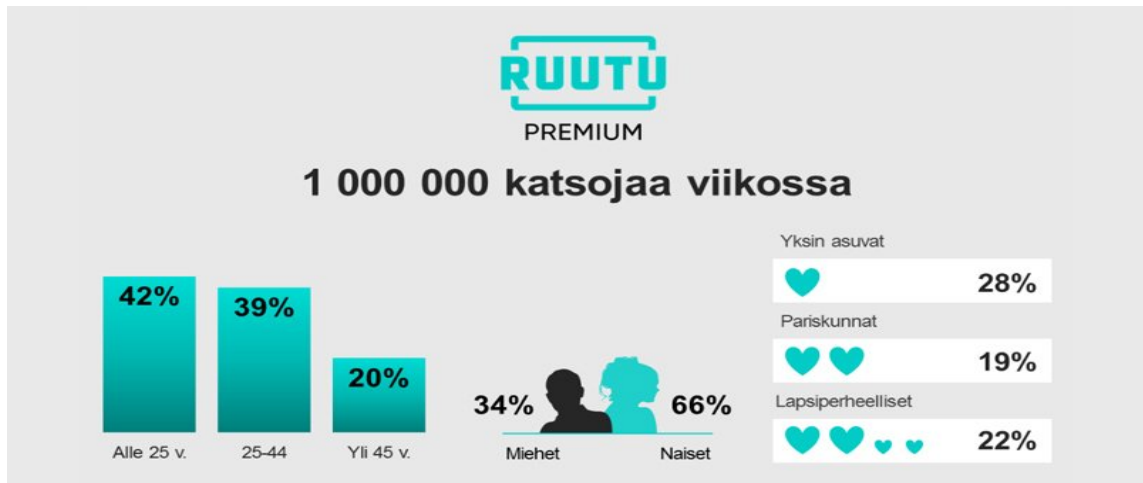 RUUTU
PREMIUM
1 000 000 katsojaa viikossa
42%
39%
20%
Alle 25 v.
25-44
Yli 45 v.
34%
66%
Miehet
Naiset
Yksin asuvat
28%
Pariskunnat
19%
Lapsiperheelliset
22%